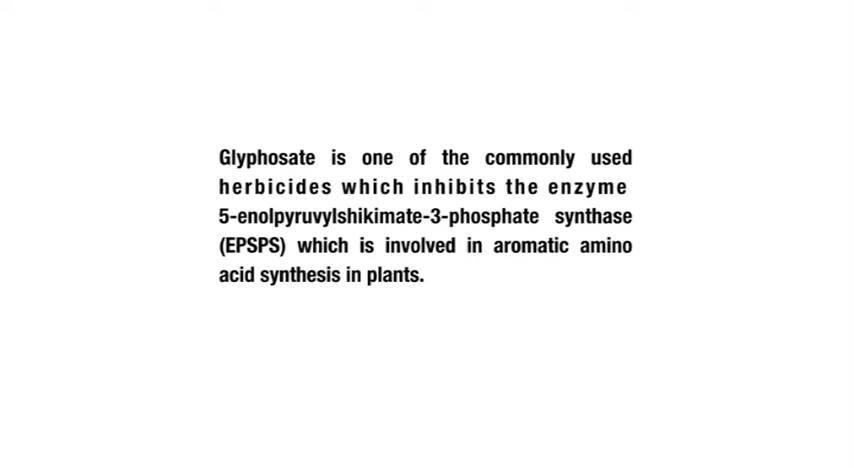 Glyphosate is one of the commonly used
herbicides which inhibits the enzyme
5-enolpyruvylshikimate-3-phosphate synthase
(EPSPS) which is involved in aromatic amino
acid synthesis in plants.